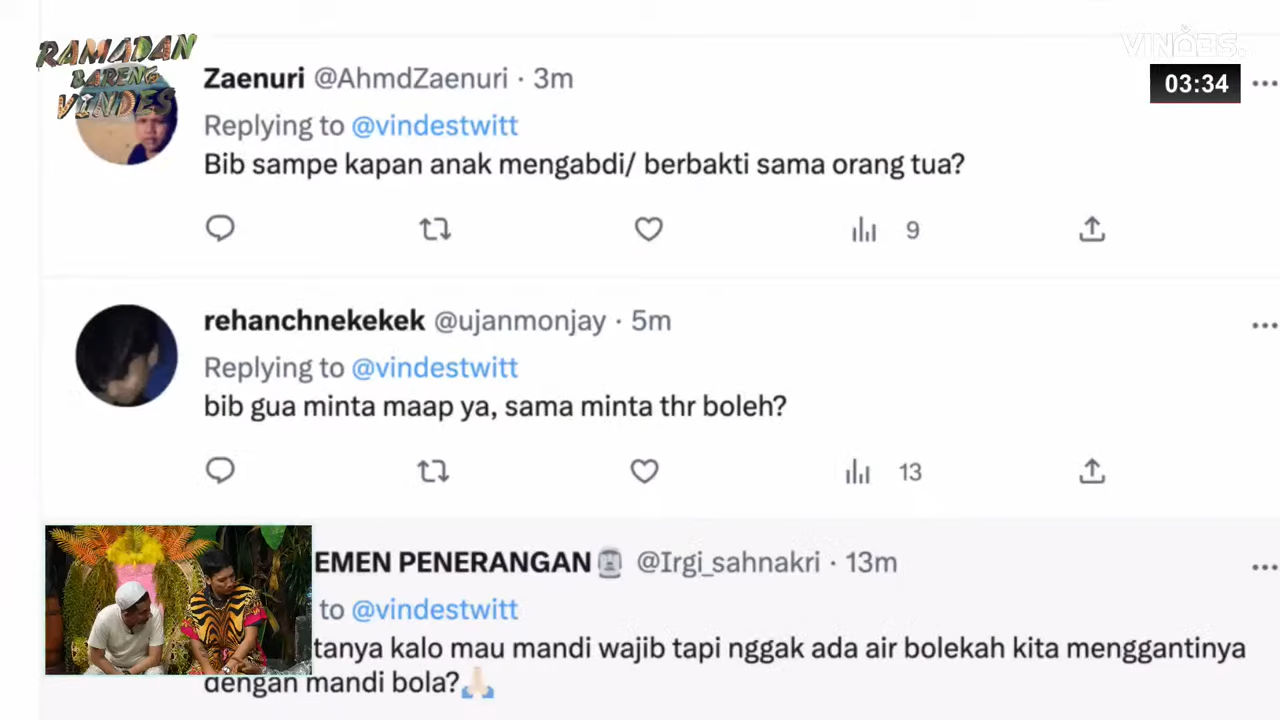 RAMADAN
BARENG
VINDES
VINDES.
03:34
Zaenuri @AhmdZaenuri · 3m
Replying to @vindestwitt
Bib sampe kapan anak mengabdi/ berbakti sama orang tua?
9
rehanchnekekek @ujanmonjay · 5m
Replying to @vindestwitt
bib gua minta maap ya, sama minta thr boleh?
13
EMEN PENERANGAN @Irgi_sahnakri · 13m
to @vindestwitt
tanya kalo mau mandi wajib tapi nggak ada air bolekah kita menggantinya
dengan mandi bola?🙏🏻